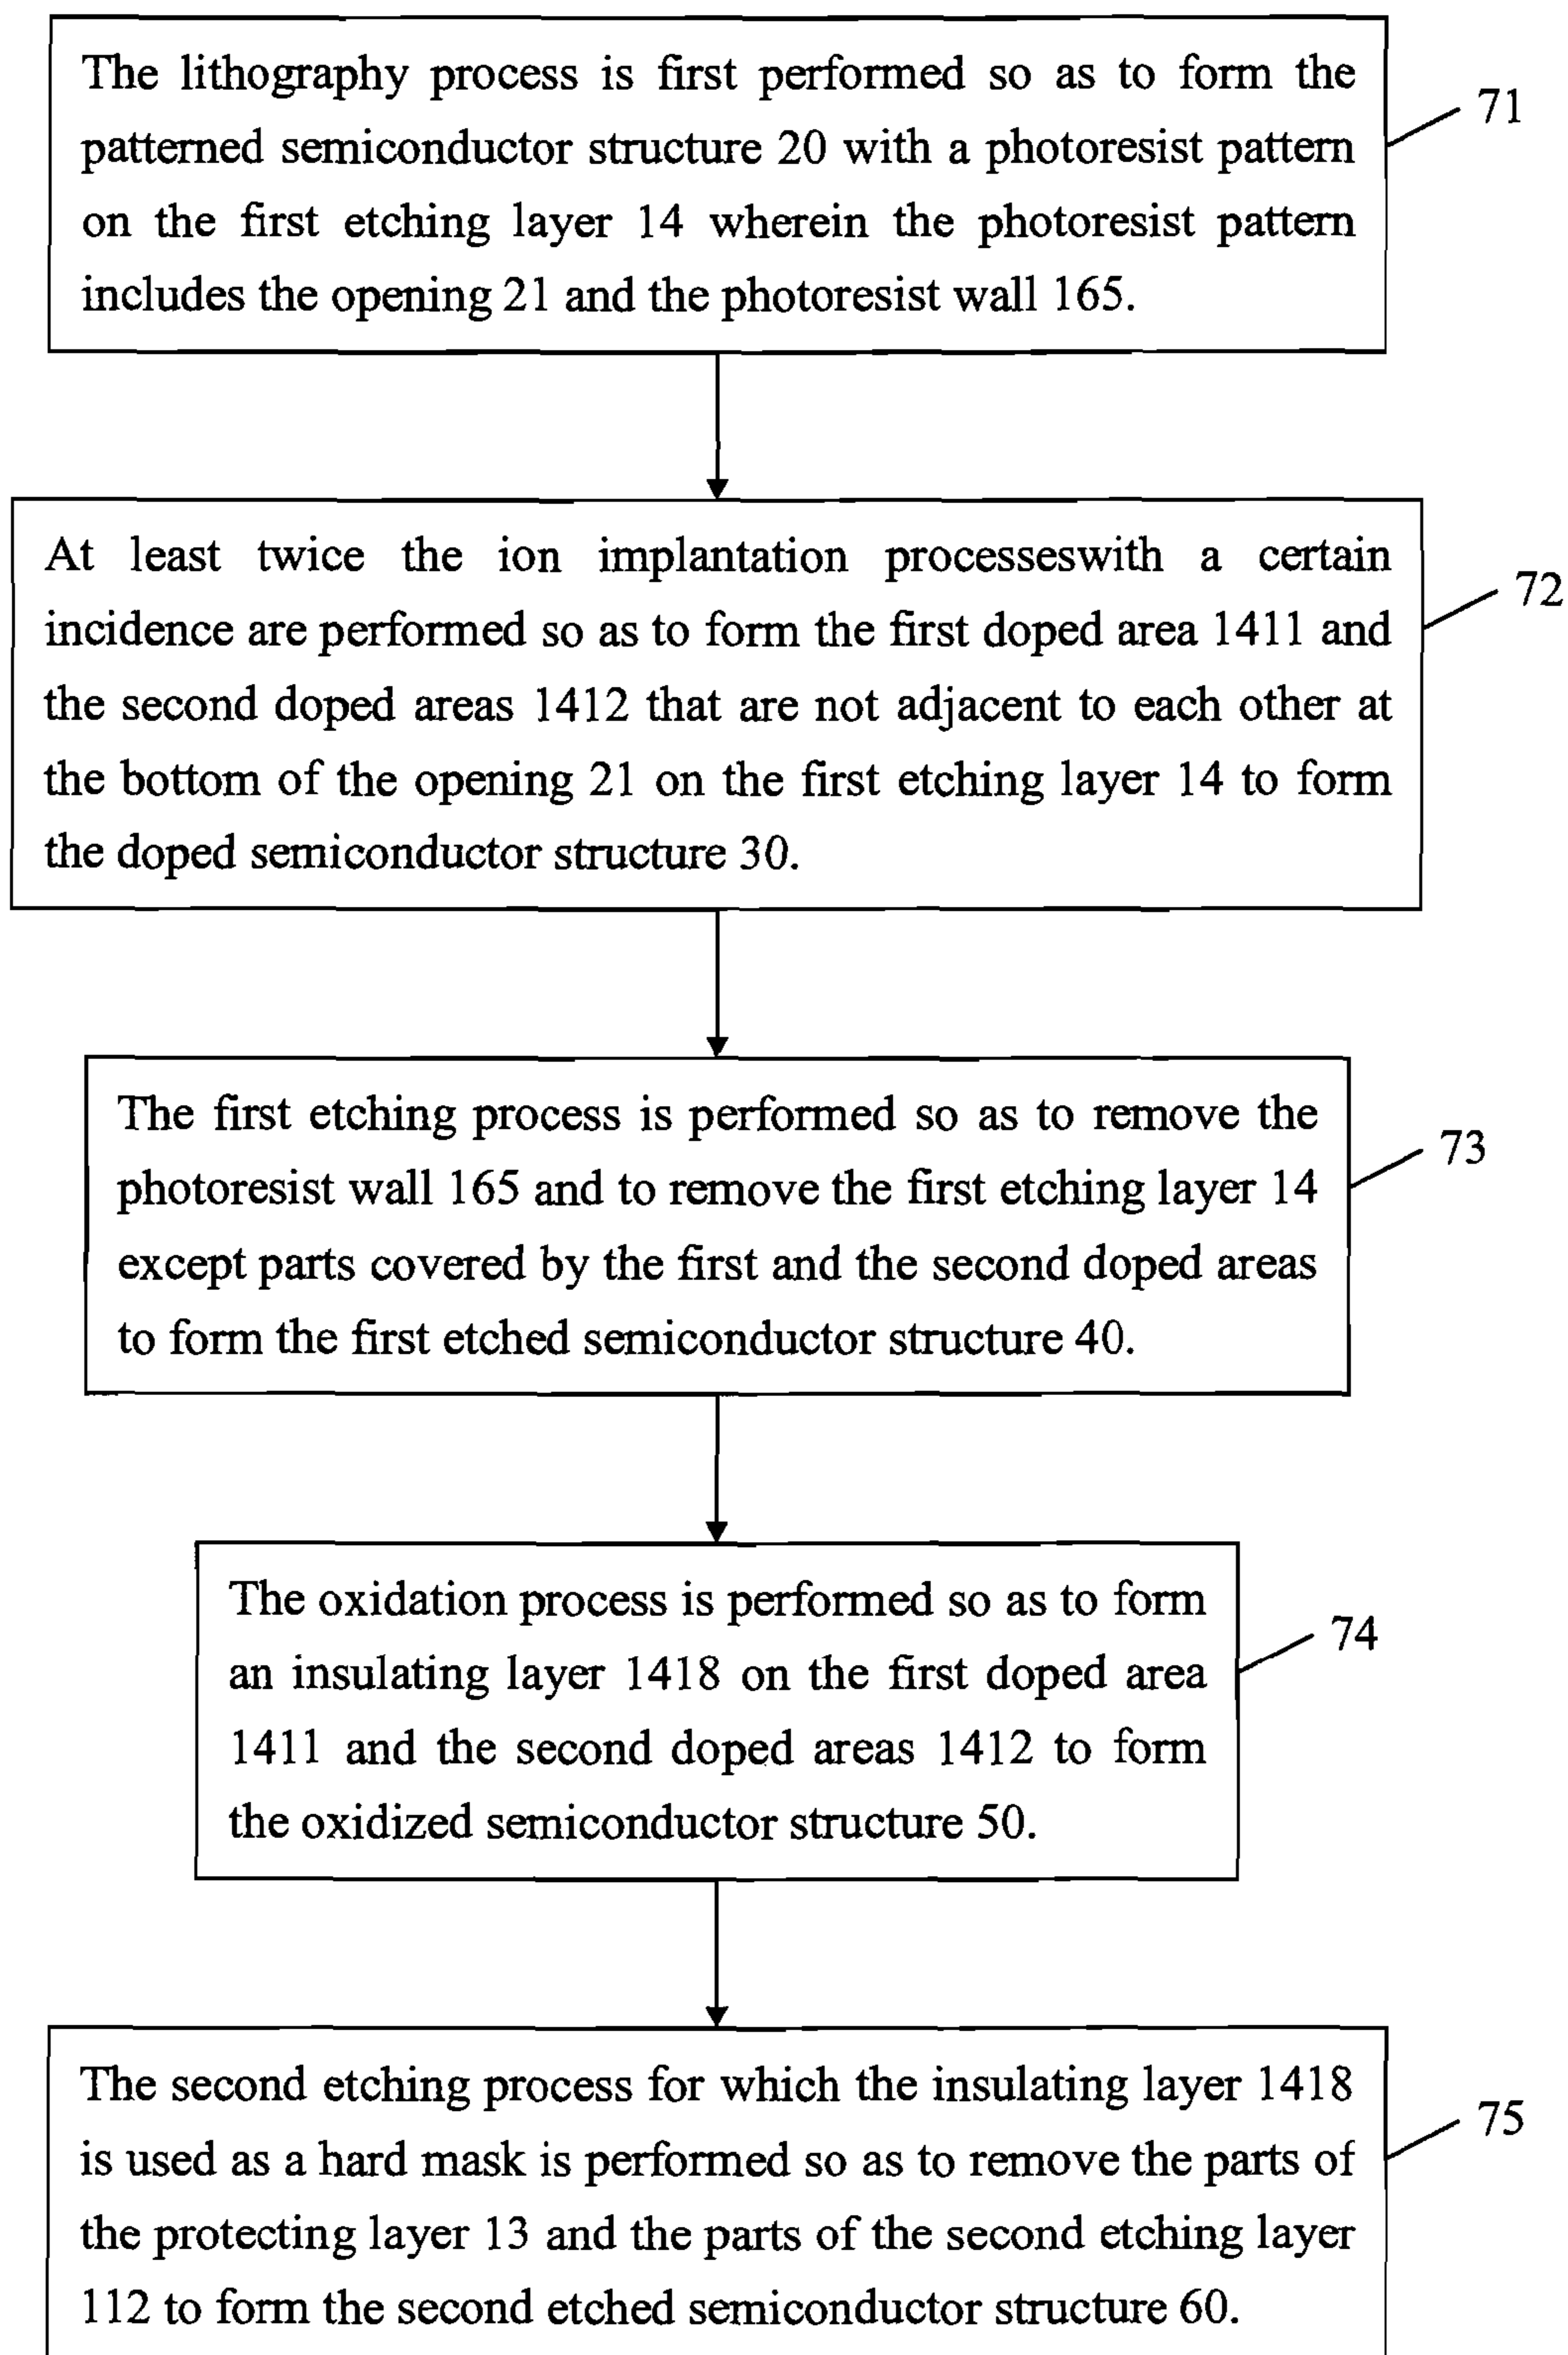 The lithography process is first performed so as to form the
71
patterned semiconductor structure 20 with a photoresist pattern
on the first etching layer 14 wherein the photoresist pattern
includes the opening 21 and the photoresist wall 165.
At least twice the ion implantation processeswith a certain
72
incidence are performed so as to form the first doped area 1411 and
the second doped areas 1412 that are not adjacent to each other at
the bottom of the opening 21 on the first etching layer 14 to form
the doped semiconductor structure 30.
The first etching process is performed so as to remove the
73
photoresist wall 165 and to remove the first etching layer 14
except parts covered by the first and the second doped areas
to form the first etched semiconductor structure 40.
The oxidation process is performed so as to form
74
an insulating layer 1418 on the first doped area
1411 and the second doped areas 1412 to form
the oxidized semiconductor structure 50.
The second etching process for which the insulating layer 1418
75
is used as a hard mask is performed so as to remove the parts of
the protecting layer 13 and the parts of the second etching layer
112 to form the second etched semiconductor structure 60.